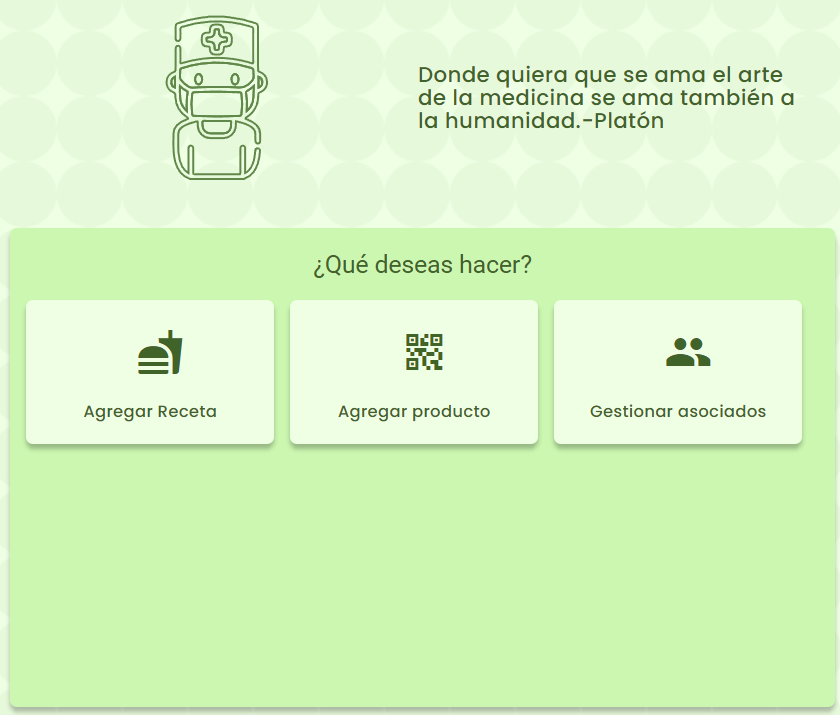 Donde quiera que se ama el arte
de la medicina se ama también a
la humanidad.-Platón
¿Qué deseas hacer?
Agregar Receta
Agregar producto
Gestionar asociados